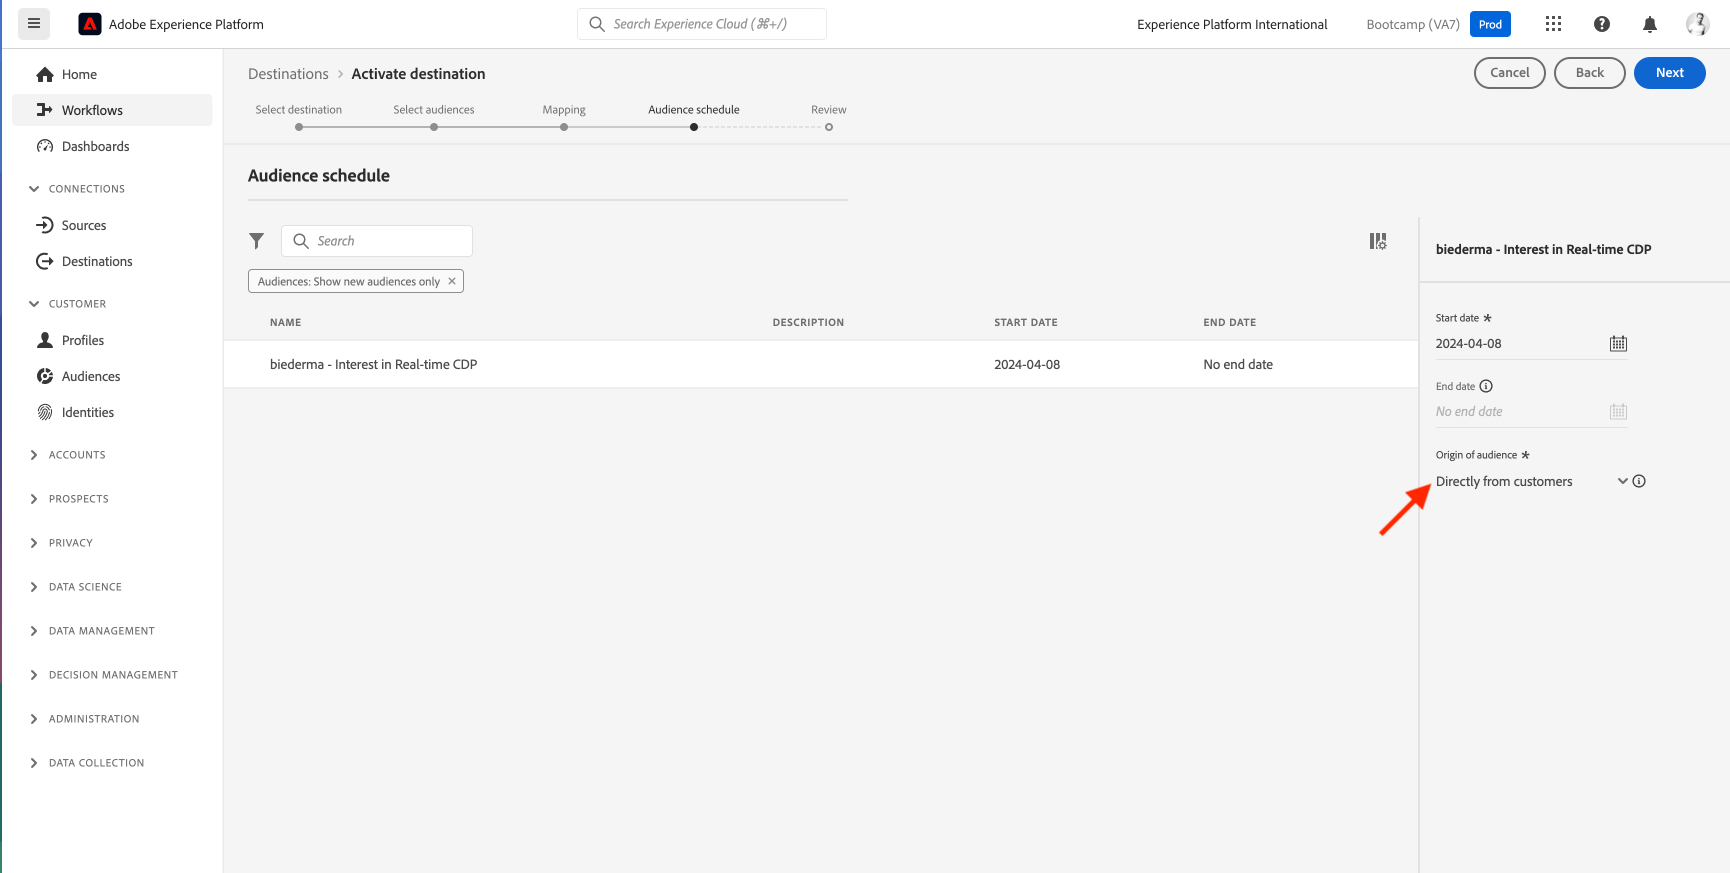 Adobe Experience Platform
Search Experience Cloud (⌘+/)
Experience Platform International
Bootcamp (VA7)
Prod
Home
Workflows
Dashboards
CONNECTIONS
Sources
Destinations
CUSTOMER
Profiles
Audiences
Identities
ACCOUNTS
PROSPECTS
PRIVACY
DATA SCIENCE
DATA MANAGEMENT
DECISION MANAGEMENT
ADMINISTRATION
DATA COLLECTION
Destinations > Activate destination
Cancel
Back
Next
Select destination
Select audiences
Mapping
Audience schedule
Review
Audience schedule
Search
Audiences: Show new audiences only
NAME DESCRIPTION START DATE END DATE
biederma - Interest in Real-time CDP 2024-04-08 No end date
biederma - Interest in Real-time CDP
Start date *
2024-04-08
End date
No end date
Origin of audience *
Directly from customers